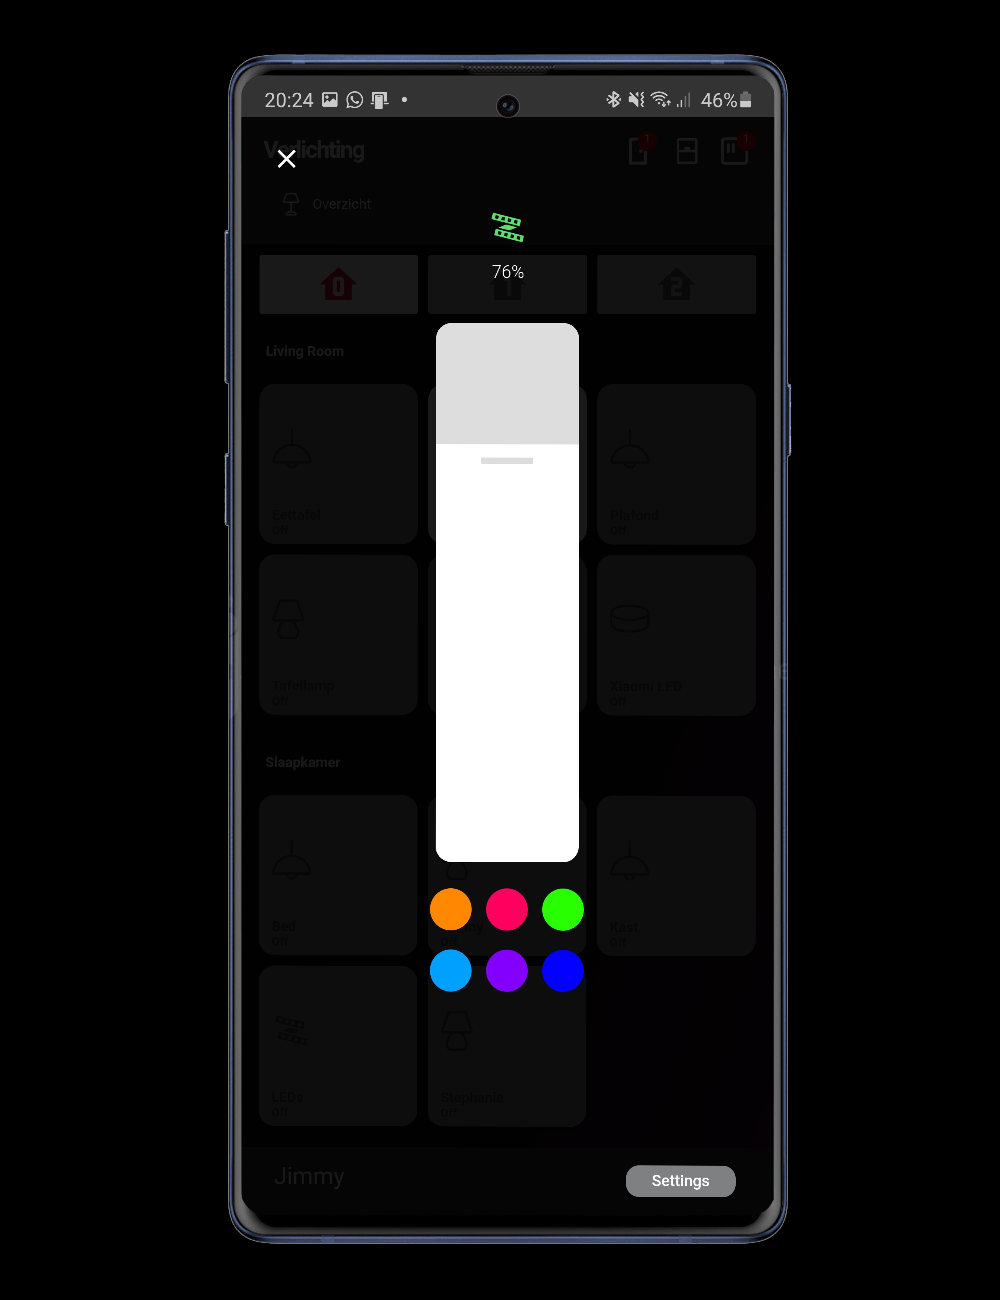 20:24
46%
Verlichting
1
1
Overzicht
76%
0
1
2
Living Room
Eettafel
Off
Plafond
Off
Tafellamp
Off
Xiaomi LED
Off
Slaapkamer
Bed
Off
Off
Kast
Off
LEDs
Off
Stephanie
Off
Jimmy
Settings